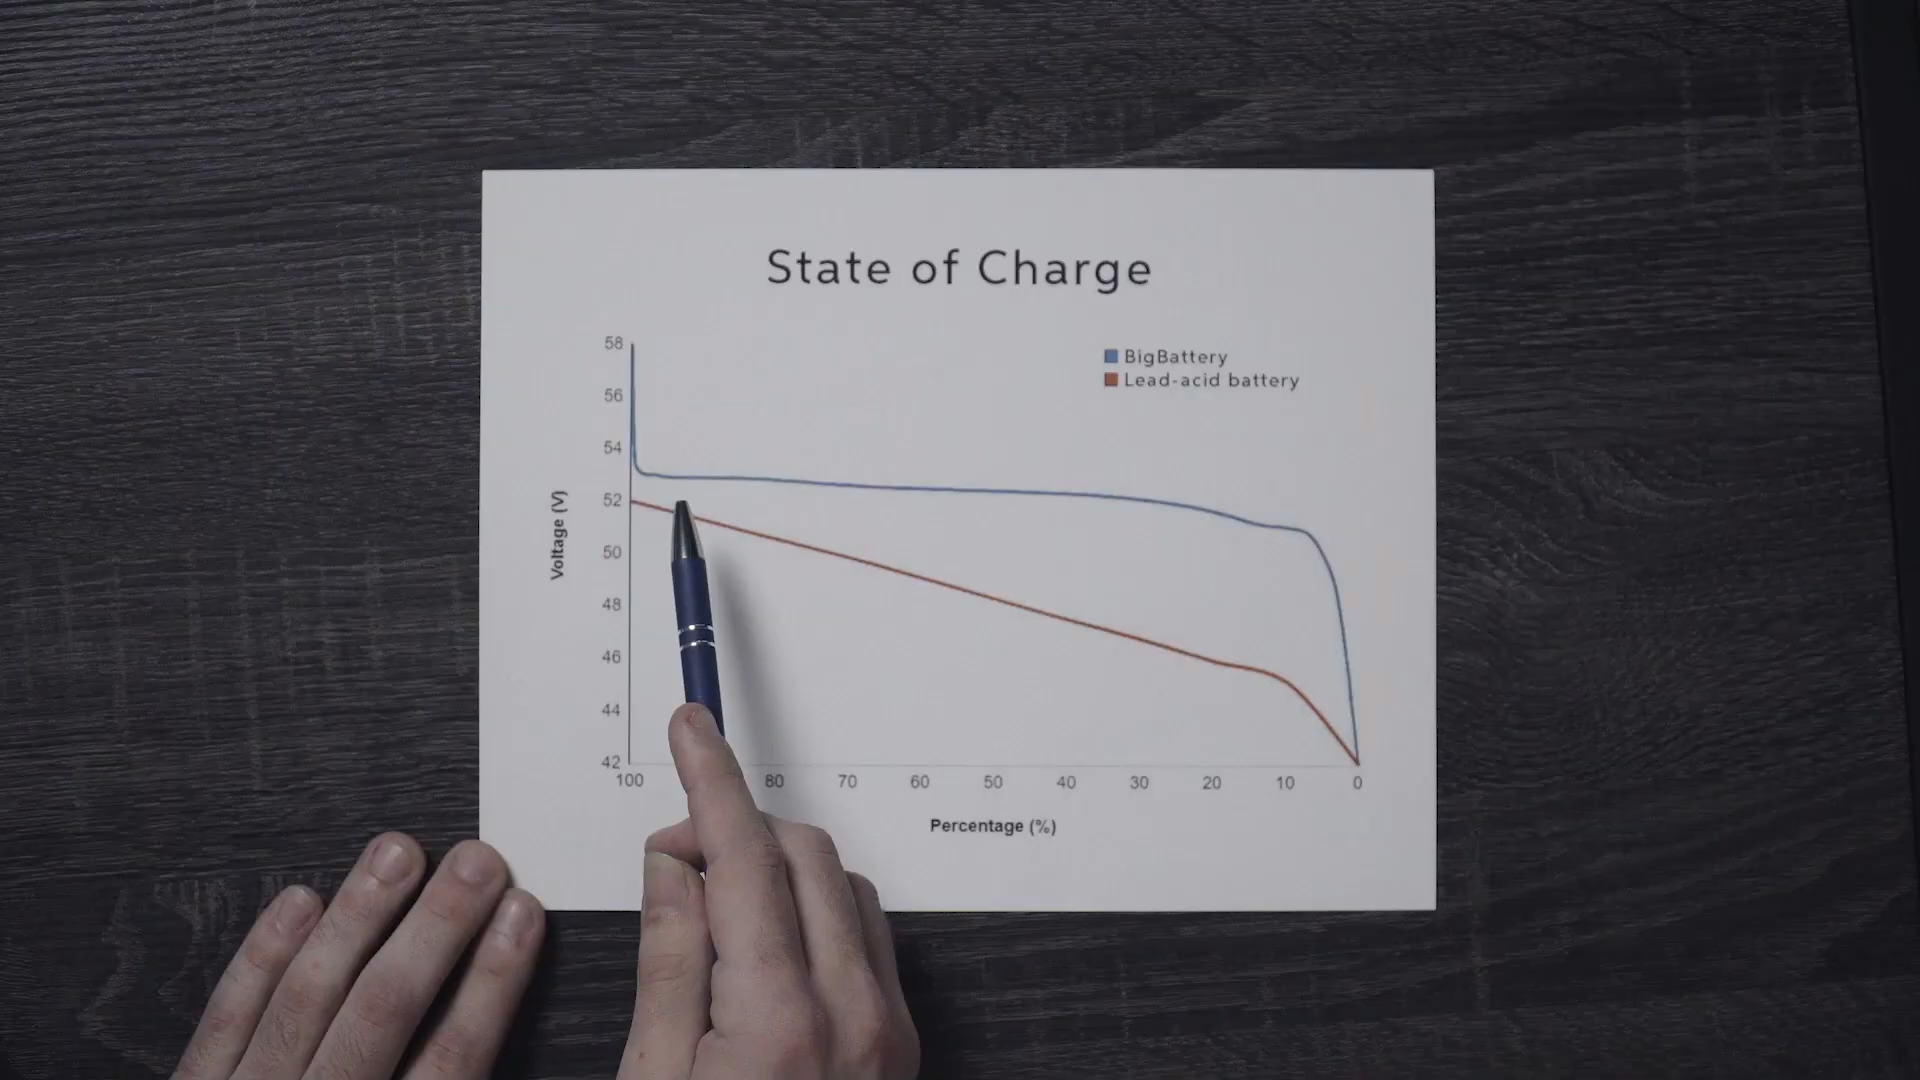 State of Charge
58
56
54
52
50
48
46
44
42
Voltage (V)
BigBattery
Lead-acid battery
100 80 70 60 50 40 30 20 10 0
Percentage (%)